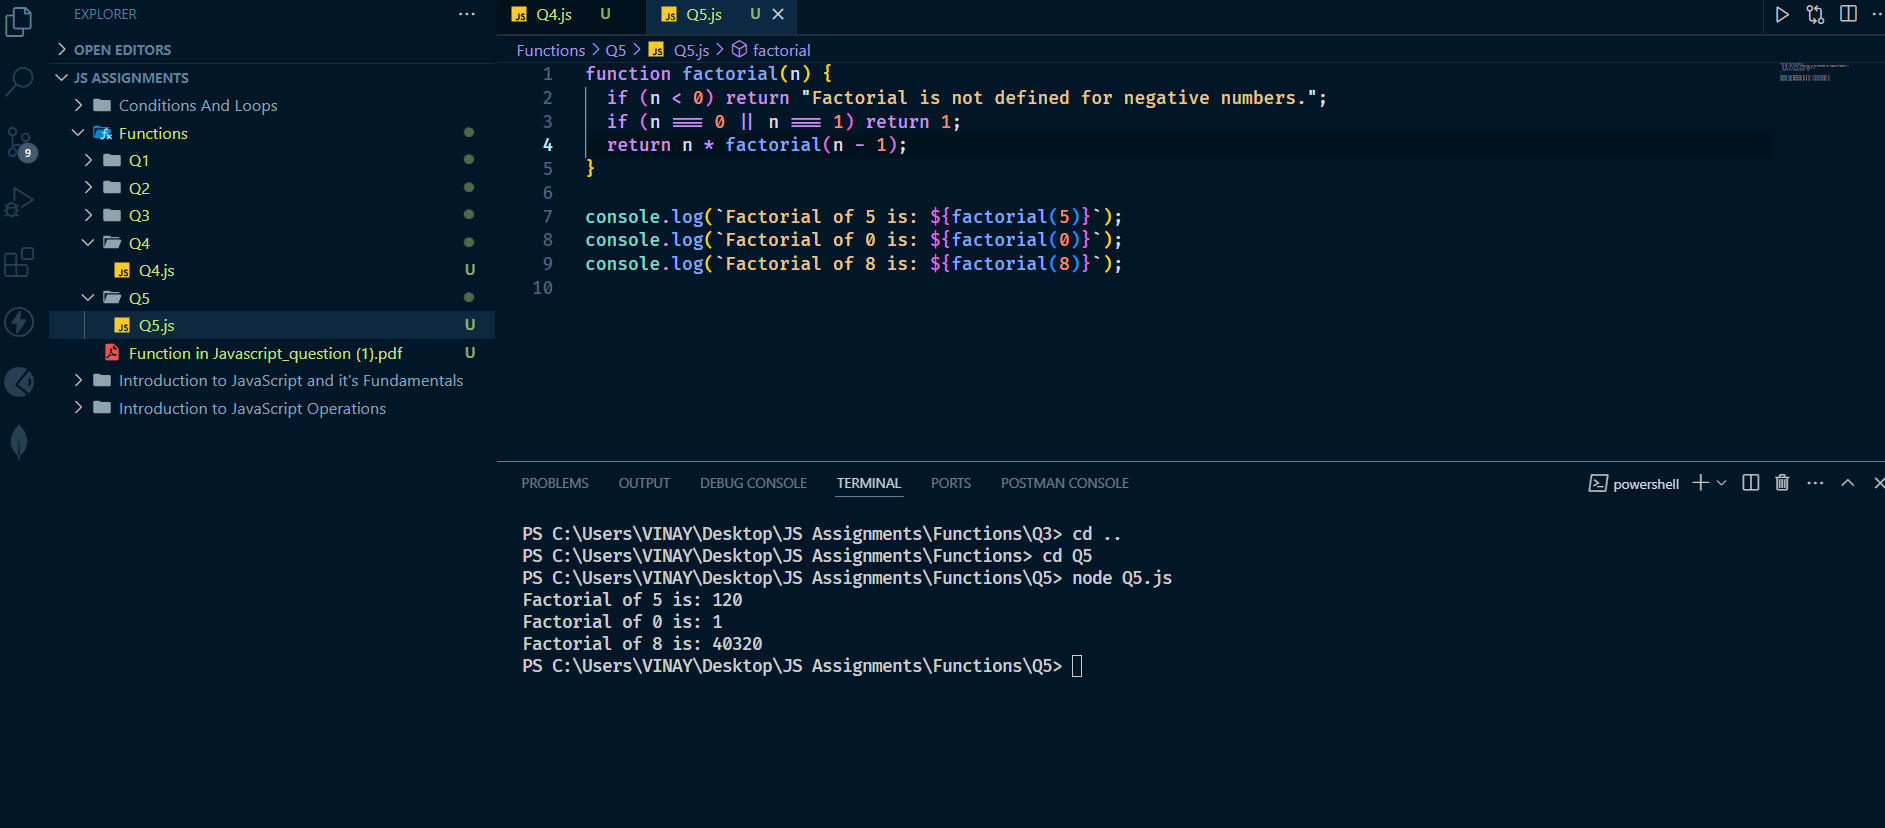 EXPLORER
OPEN EDITORS
JS ASSIGNMENTS
Conditions And Loops
Functions
Q1
Q2
Q3
Q4
Q4.js U
Q5
Q5.js U
Function in Javascript_question (1).pdf U
Introduction to JavaScript and it's Fundamentals
Introduction to JavaScript Operations
9
JS Q4.js U JS Q5.js U
Functions > Q5 > JS Q5.js > factorial
1 function factorial(n) {
2 if (n < 0) return "Factorial is not defined for negative numbers.";
3 if (n === 0 || n === 1) return 1;
4 return n * factorial(n - 1);
5 }
6
7 console.log(`Factorial of 5 is: ${factorial(5)}`);
8 console.log(`Factorial of 0 is: ${factorial(0)}`);
9 console.log(`Factorial of 8 is: ${factorial(8)}`);
10
PROBLEMS OUTPUT DEBUG CONSOLE TERMINAL PORTS POSTMAN CONSOLE powershell
PS C:\Users\VINAY\Desktop\JS Assignments\Functions\Q3> cd ..
PS C:\Users\VINAY\Desktop\JS Assignments\Functions> cd Q5
PS C:\Users\VINAY\Desktop\JS Assignments\Functions\Q5> node Q5.js
Factorial of 5 is: 120
Factorial of 0 is: 1
Factorial of 8 is: 40320
PS C:\Users\VINAY\Desktop\JS Assignments\Functions\Q5>